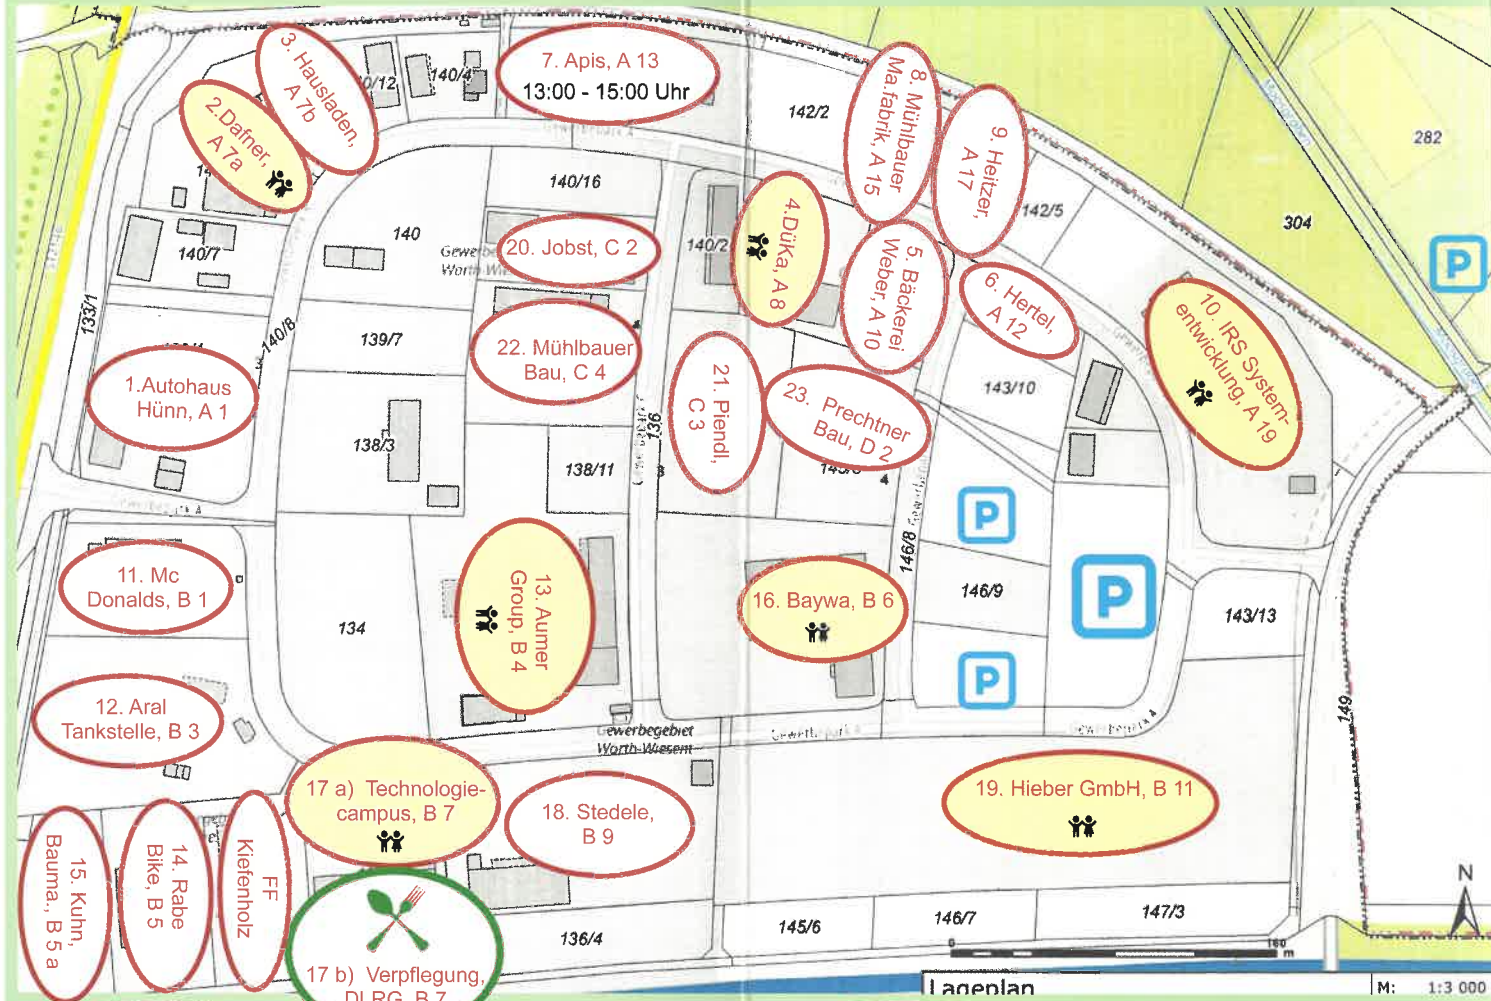 3. Hausladen,
A 7b
2.Dafner,
A 7a
7. Apis, A 13
13:00 - 15:00 Uhr
8. Mühlbauer
Ma.fabrik, A 15
9. Heitzer,
A 17
140/4
142/2
282
140/16
142/5
304
P
140
140/7
20. Jobst, C 2
140/2
4.DüKa, A 8
5. Bäckerei
Weber, A 10
6. Hertel,
A 12
10. IRS System-
entwicklung, A 19
133/1
140/8
139/7
22. Mühlbauer
Bau, C 4
1.Autohaus
Hünn, A 1
21. Piendl,
C 3
23. Prechtner
Bau, D 2
143/10
138/3
138/11
136
3
4
P
11. Mc
Donalds, B 1
134
13. Aumer
Group, B 4
16. Baywa, B 6
146/8
146/9
P
143/13
P
12. Aral
Tankstelle, B 3
Gewerbegebiet
Wörth-Wiesent
149
17 a) Technologie-
campus, B 7
18. Stedele,
B 9
19. Hieber GmbH, B 11
15. Kuhn,
Bauma., B 5 a
14. Rabe
Bike, B 5
FF
Kiefenholz
N
17 b) Verpflegung,
DLRG, B 7
136/4
145/6
146/7
147/3
0
160
m
Lageplan
M: 1:3 000